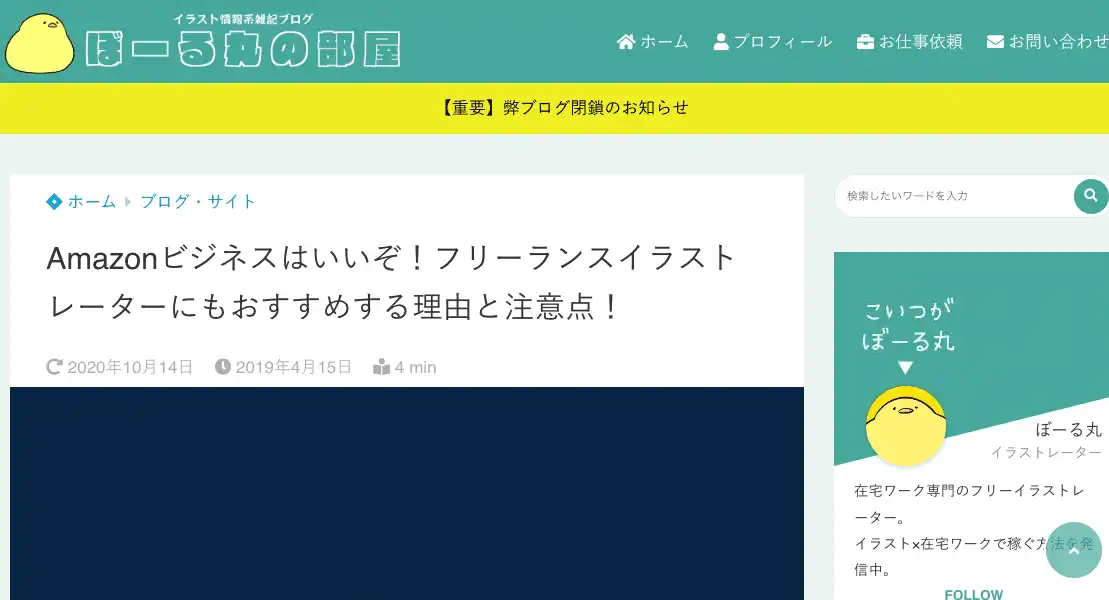 イラスト情報系雑記ブログ
ぼーる丸の部屋
ホーム
プロフィール
お仕事依頼
お問い合わせ
【重要】弊ブログ閉鎖のお知らせ
ホーム ブログ・サイト
Amazonビジネスはいいぞ！フリーランスイラスト
レーターにもおすすめする理由と注意点！
2020年10月14日 2019年4月15日 4 min
検索したいワードを入力
こいつが
ぼーる丸
ぼーる丸
イラストレーター
在宅ワーク専門のフリーイラストレ
ーター。
イラスト×在宅ワークで稼ぐ方法を発
信中。
FOLLOW